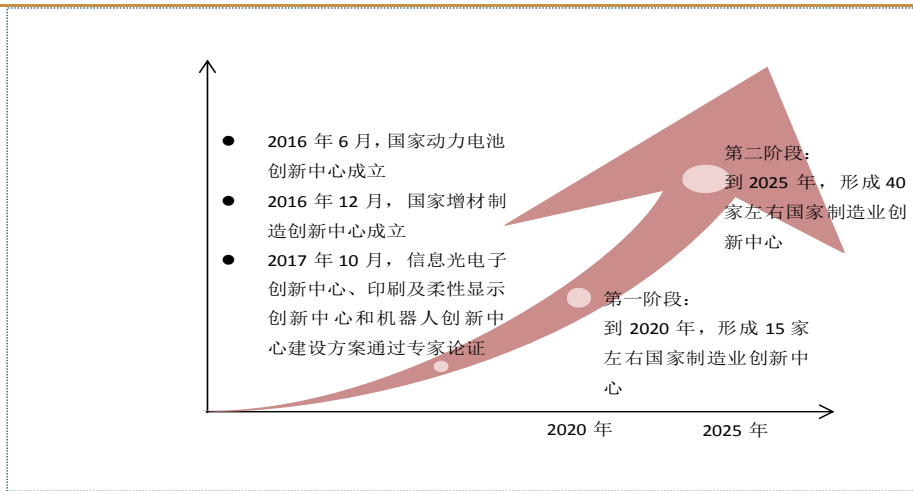 ● 2016 年 6 月，国家动力电池
创新中心成立
● 2016 年 12 月，国家增材制
造创新中心成立
● 2017 年 10 月，信息光电子
创新中心、印刷及柔性显示
创新中心和机器人创新中
心建设方案通过专家论证
第二阶段：
到 2025 年，形成 40
家左右国家制造业创
新中心
第一阶段：
到 2020 年，形成 15 家
左右国家制造业创新中
心
2020 年
2025 年